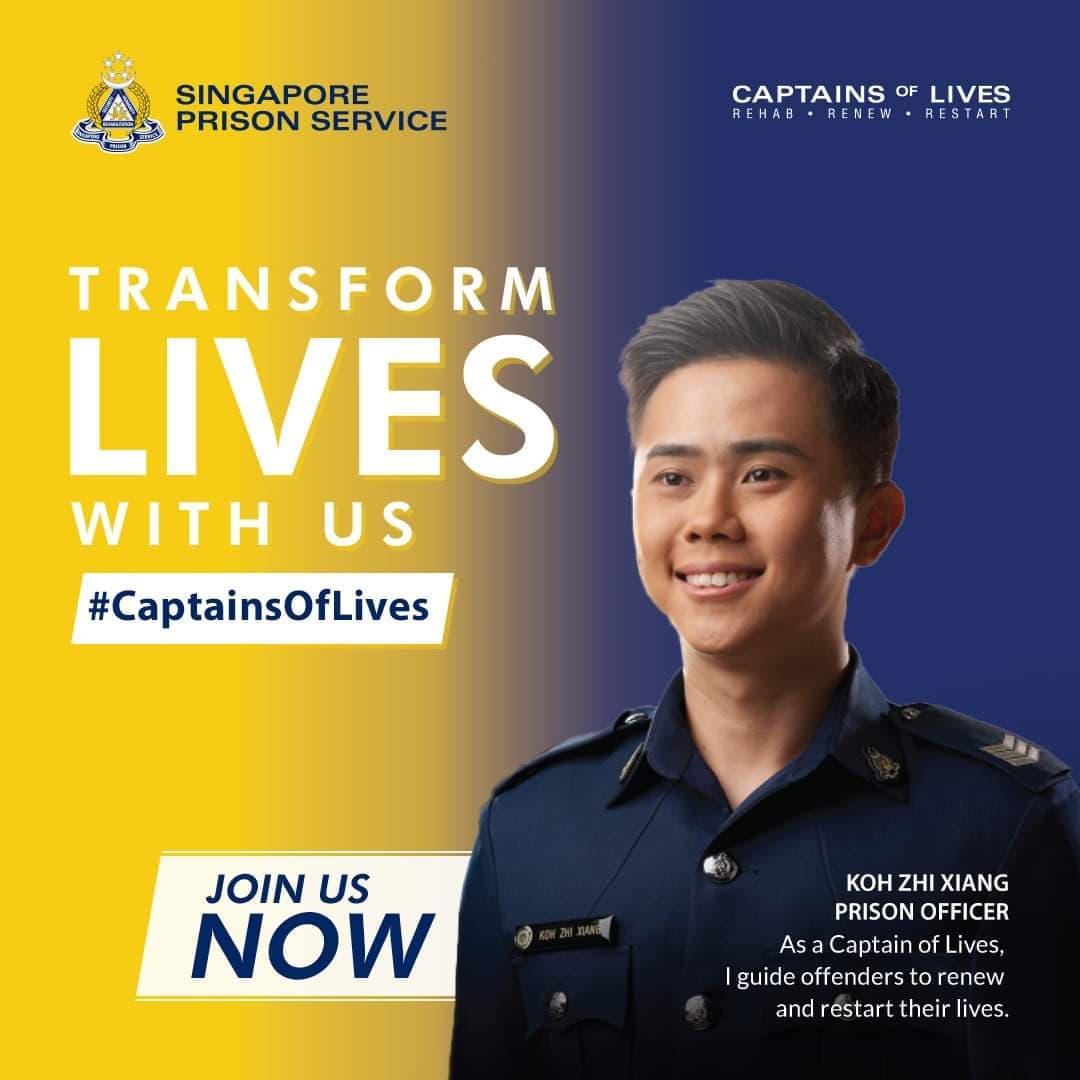 SINGAPORE
PRISON SERVICE
CAPTAINS OF LIVES
REHAB • RENEW • RESTART
TRANSFORM
LIVES
WITH US
#CaptainsOfLives
JOIN US
NOW
KOH ZHI XIANG
KOH ZHI XIANG
PRISON OFFICER
As a Captain of Lives,
I guide offenders to renew
and restart their lives.